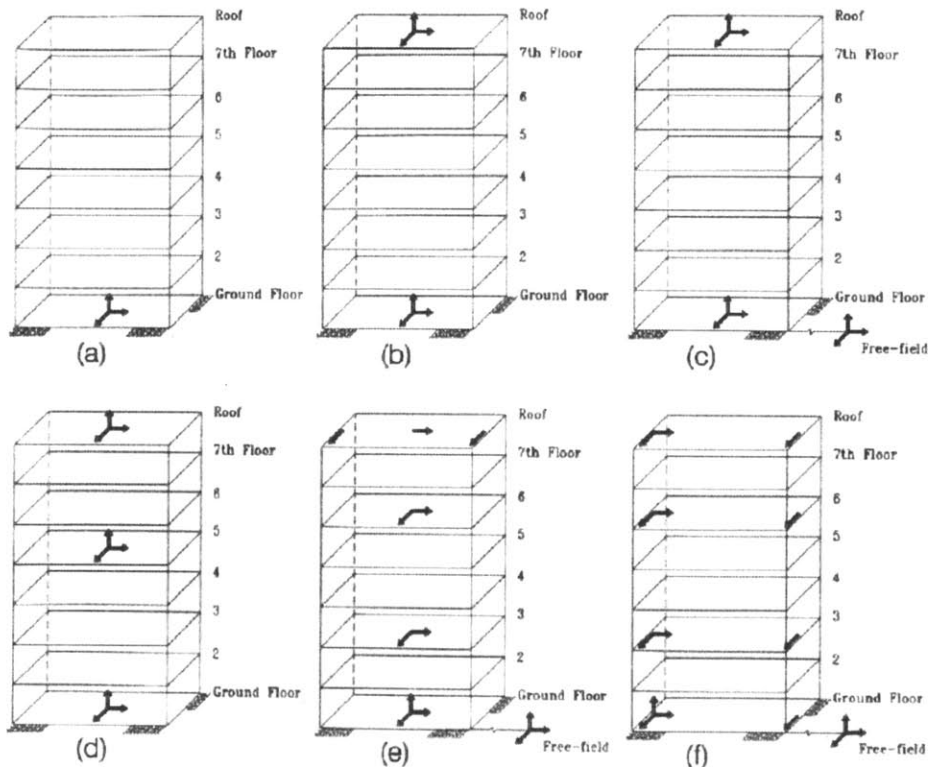 Roof
7th Floor
6
5
4
3
2
Ground Floor
(a)
Roof
7th Floor
6
5
4
3
2
Ground Floor
(b)
Roof
7th Floor
6
5
4
3
2
Ground Floor
Free-field
(c)
Roof
7th Floor
6
5
4
3
2
Ground Floor
(d)
Roof
7th Floor
6
5
4
3
2
Ground Floor
Free-field
(e)
Roof
7th Floor
6
5
4
3
2
Ground Floor
Free-field
(f)